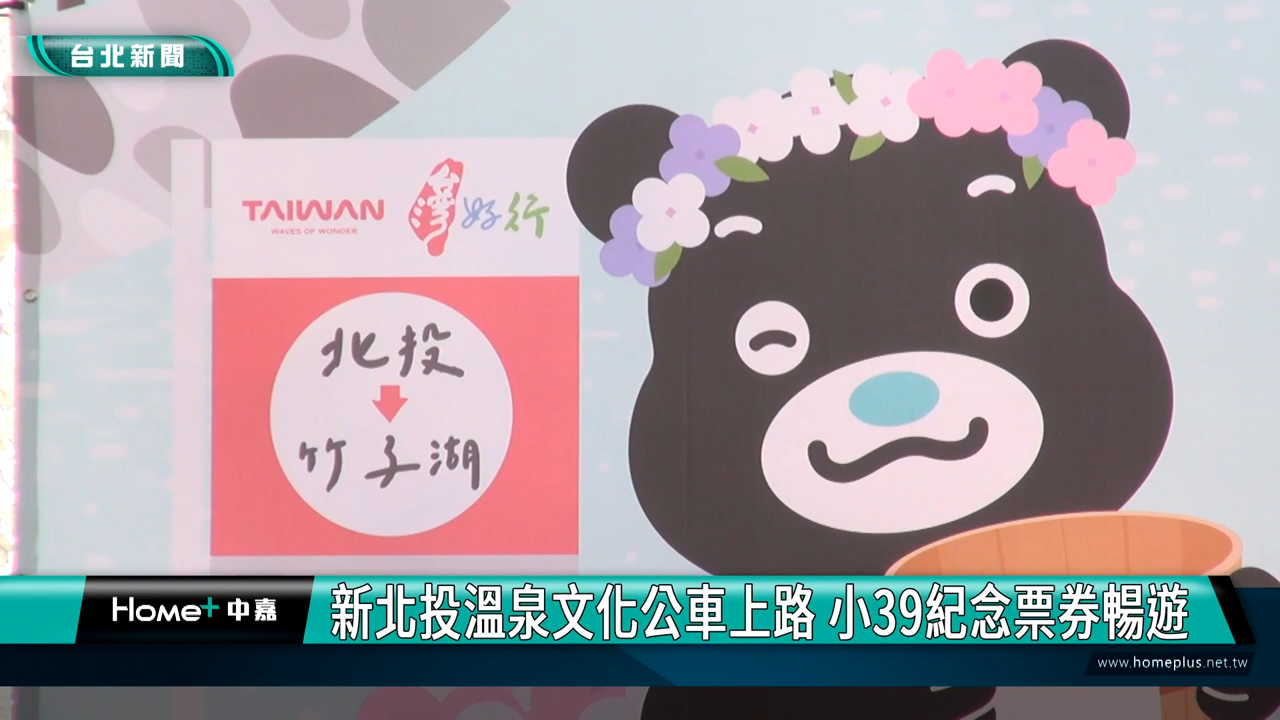 台北新聞
TAIWAN
WAVES OF WONDER
灣好行
北投
竹子湖
Home+ 中嘉
新北投溫泉文化公車上路 小39紀念票券暢遊
www.homeplus.net.tw